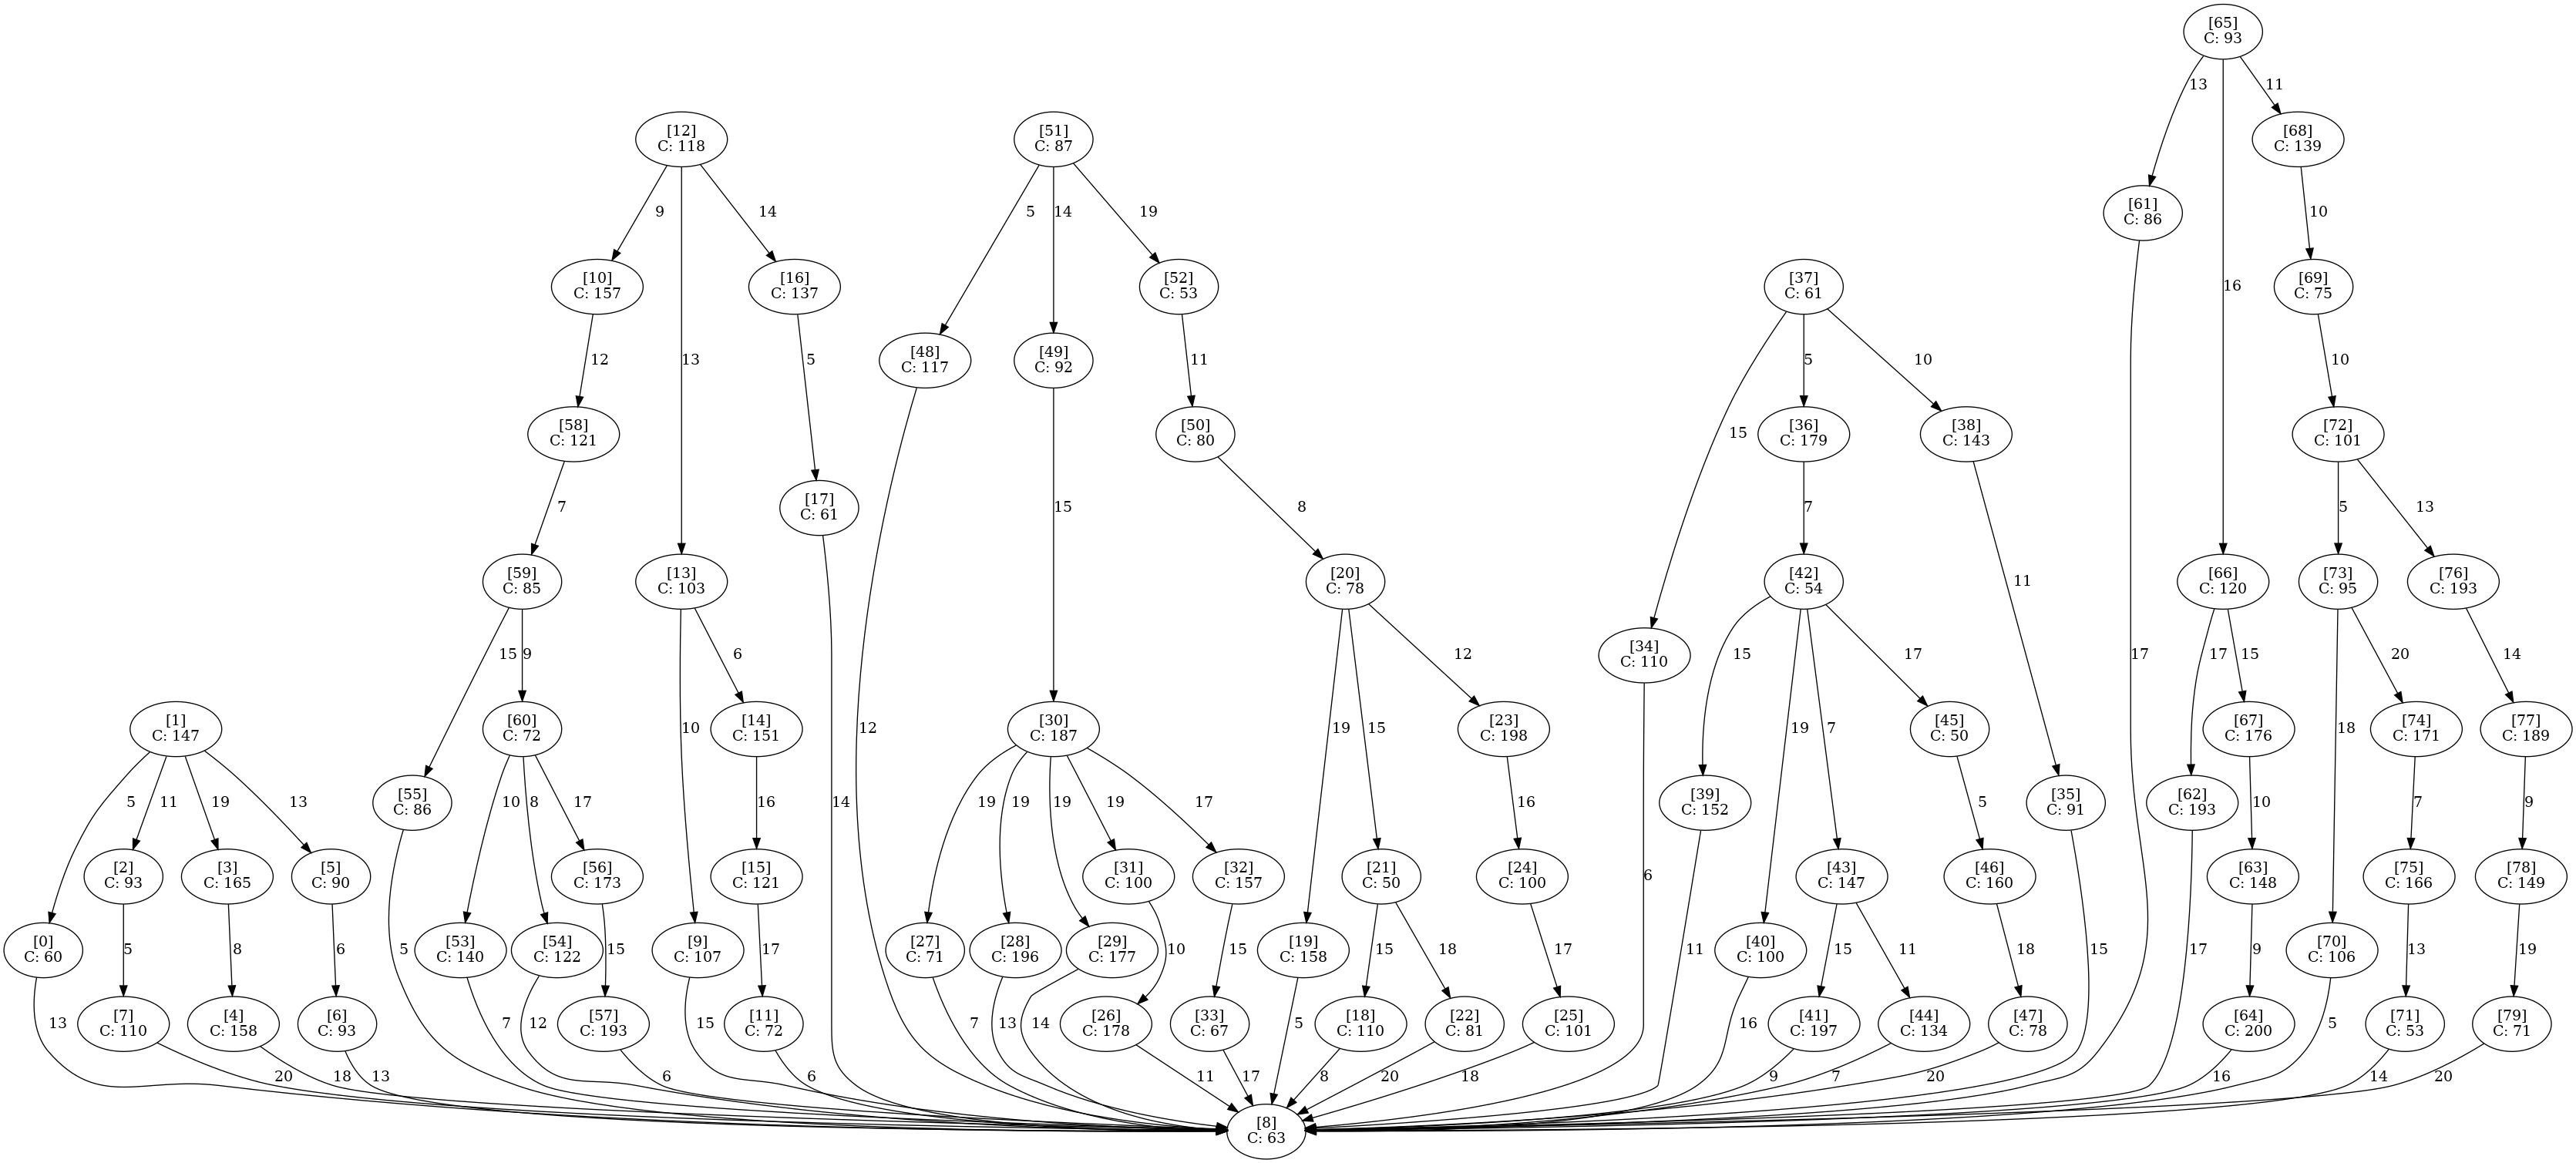 [65]
C: 93
13
11
[12]
C: 118
[51]
C: 87
[68]
C: 139
9
14
5
14
19
[61]
C: 86
10
[10]
C: 157
[16]
C: 137
[52]
C: 53
[37]
C: 61
16
[69]
C: 75
12
13
5
[48]
C: 117
[49]
C: 92
11
5
10
10
[58]
C: 121
[50]
C: 80
15
[36]
C: 179
[38]
C: 143
[72]
C: 101
7
[17]
C: 61
15
8
7
5
13
[59]
C: 85
[13]
C: 103
[20]
C: 78
[42]
C: 54
11
[66]
C: 120
[73]
C: 95
[76]
C: 193
15
9
6
12
[34]
C: 110
15
17
17
17
15
20
14
[1]
C: 147
[60]
C: 72
10
[14]
C: 151
12
[30]
C: 187
19
15
[23]
C: 198
19
7
[45]
C: 50
[67]
C: 176
18
[74]
C: 171
[77]
C: 189
5
11
19
13
[55]
C: 86
10
8
17
16
14
19
19
19
19
17
16
[39]
C: 152
5
[35]
C: 91
[62]
C: 193
10
7
9
[2]
C: 93
[3]
C: 165
[5]
C: 90
[56]
C: 173
[15]
C: 121
[31]
C: 100
[32]
C: 157
[21]
C: 50
[24]
C: 100
6
[43]
C: 147
[46]
C: 160
[63]
C: 148
[75]
C: 166
[78]
C: 149
[0]
C: 60
5
8
6
5
[53]
C: 140
[54]
C: 122
15
[9]
C: 107
17
[27]
C: 71
[28]
C: 196
[29]
C: 177
10
15
[19]
C: 158
15
18
17
11
[40]
C: 100
15
11
18
15
17
9
[70]
C: 106
13
19
13
[7]
C: 110
[4]
C: 158
[6]
C: 93
7
12
[57]
C: 193
15
[11]
C: 72
7
13
14
[26]
C: 178
[33]
C: 67
5
[18]
C: 110
[22]
C: 81
[25]
C: 101
16
[41]
C: 197
[44]
C: 134
[47]
C: 78
[64]
C: 200
5
[71]
C: 53
[79]
C: 71
20
18
13
6
6
11
17
8
20
18
9
7
20
16
14
20
[8]
C: 63